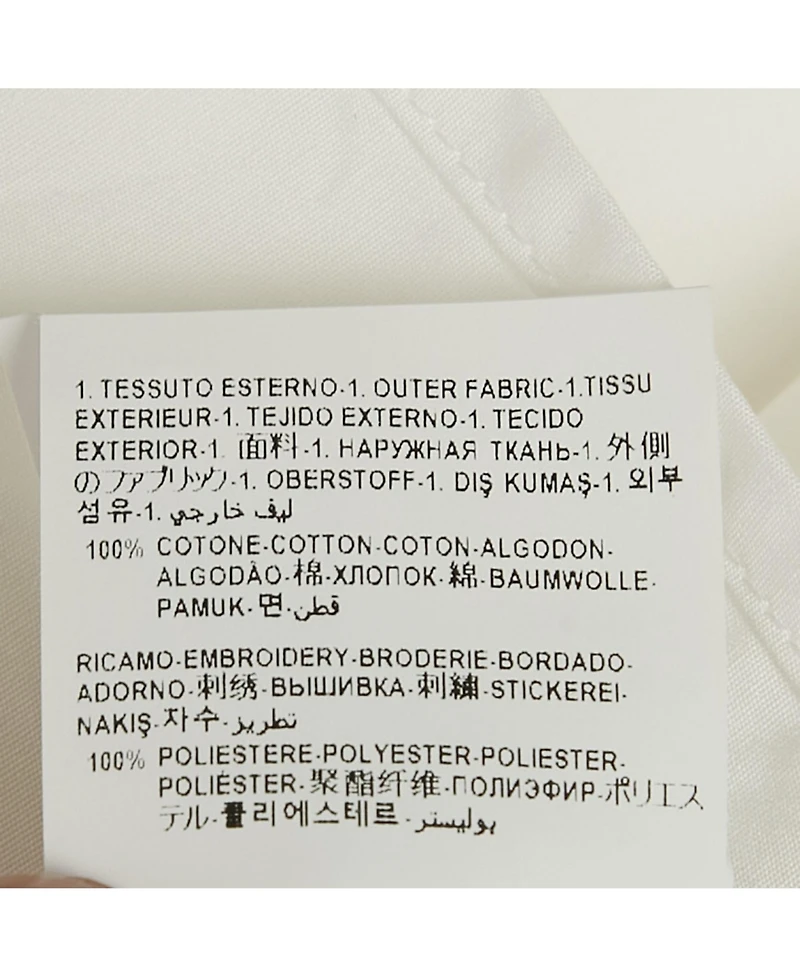 1. TESSUTO ESTERNO-1. OUTER FABRIC-1.TISSU
EXTERIEUR-1. TEJIDO EXTERNO-1. TECIDO
EXTERIOR-1. 面料-1. НАРУЖНАЯ ТКАНЬ-1. 外側
のファブリック-1. OBERSTOFF-1. DIŞ KUMAŞ-1. 외부
섬유-1. ليف خارجي
100% COTONE-COTTON-COTON-ALGODON-
ALGODÃO-棉-ХЛОПОК-綿-BAUMWOLLE-
PAMUK-면-قطن
RICAMO-EMBROIDERY-BRODERIE-BORDADO-
ADORNO-刺绣-ВЫШИВКА-刺繍-STICKEREI-
NAKIŞ-자수-تطريز
100% POLIESTERE-POLYESTER-POLIESTER-
POLIÉSTER-聚酯纤维-ПОЛИЭФИР-ポリエス
テル-폴리에스테르-بوليستر